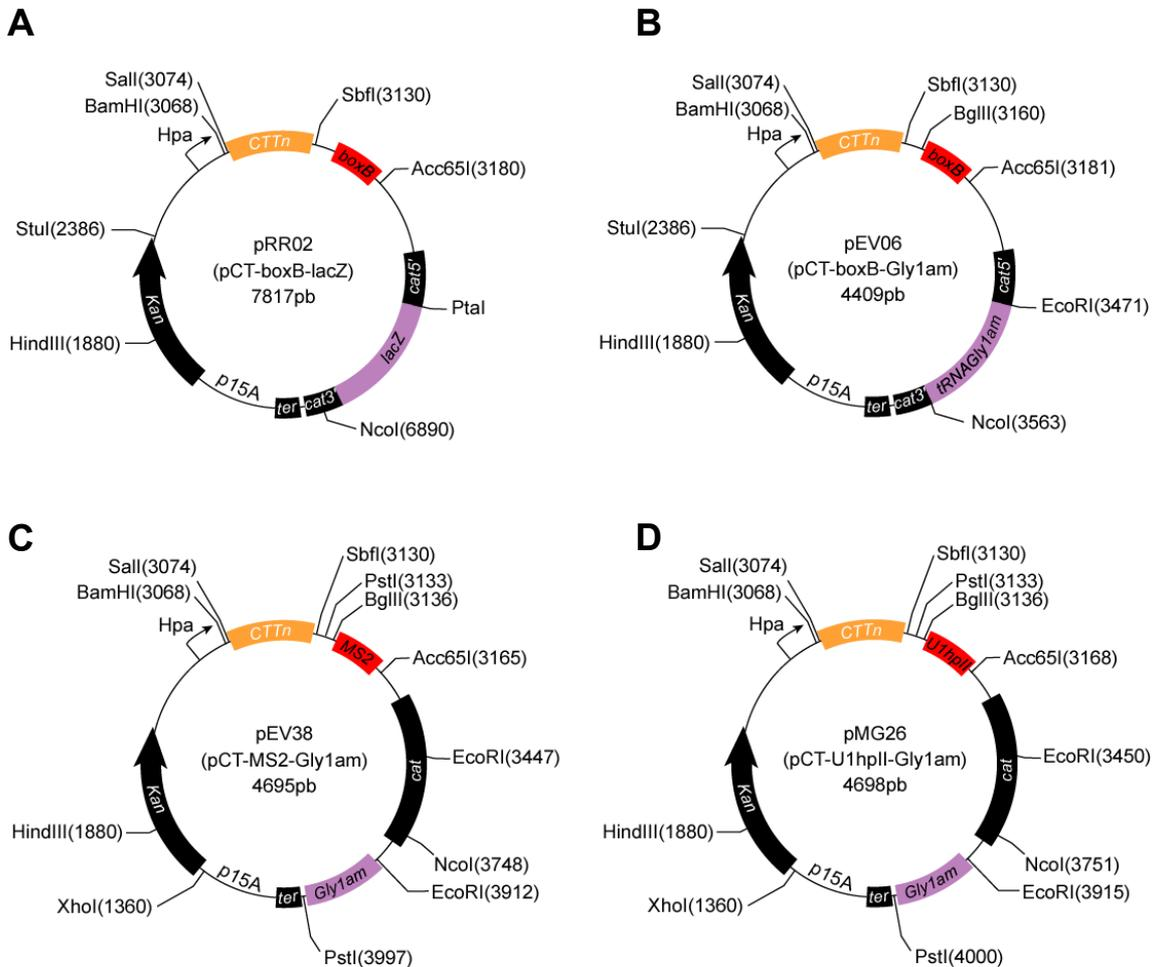 A
SalI(3074)
BamHI(3068)
Hpa
CTTn
SbfI(3130)
boxB
Acc65I(3180)
StuI(2386)
pRR02
(pCT-boxB-lacZ)
7817pb
cat5'
PtaI
Kan
lacZ
HindIII(1880)
p15A
ter
cat3'
NcoI(6890)
B
SalI(3074)
BamHI(3068)
Hpa
CTTn
SbfI(3130)
BglII(3160)
boxB
Acc65I(3181)
StuI(2386)
pEV06
(pCT-boxB-Gly1am)
4409pb
cat5'
EcoRI(3471)
Kan
tRNAGly1am
HindIII(1880)
p15A
ter
cat3'
NcoI(3563)
C
SalI(3074)
BamHI(3068)
Hpa
CTTn
SbfI(3130)
PstI(3133)
BglII(3136)
MS2
Acc65I(3165)
pEV38
(pCT-MS2-Gly1am)
4695pb
EcoRI(3447)
cat
Kan
HindIII(1880)
XhoI(1360)
p15A
ter
Gly1am
NcoI(3748)
EcoRI(3912)
PstI(3997)
D
SalI(3074)
BamHI(3068)
Hpa
CTTn
SbfI(3130)
PstI(3133)
BglII(3136)
U1hpII
Acc65I(3168)
pMG26
(pCT-U1hpII-Gly1am)
4698pb
EcoRI(3450)
cat
Kan
HindIII(1880)
XhoI(1360)
p15A
ter
Gly1am
NcoI(3751)
EcoRI(3915)
PstI(4000)